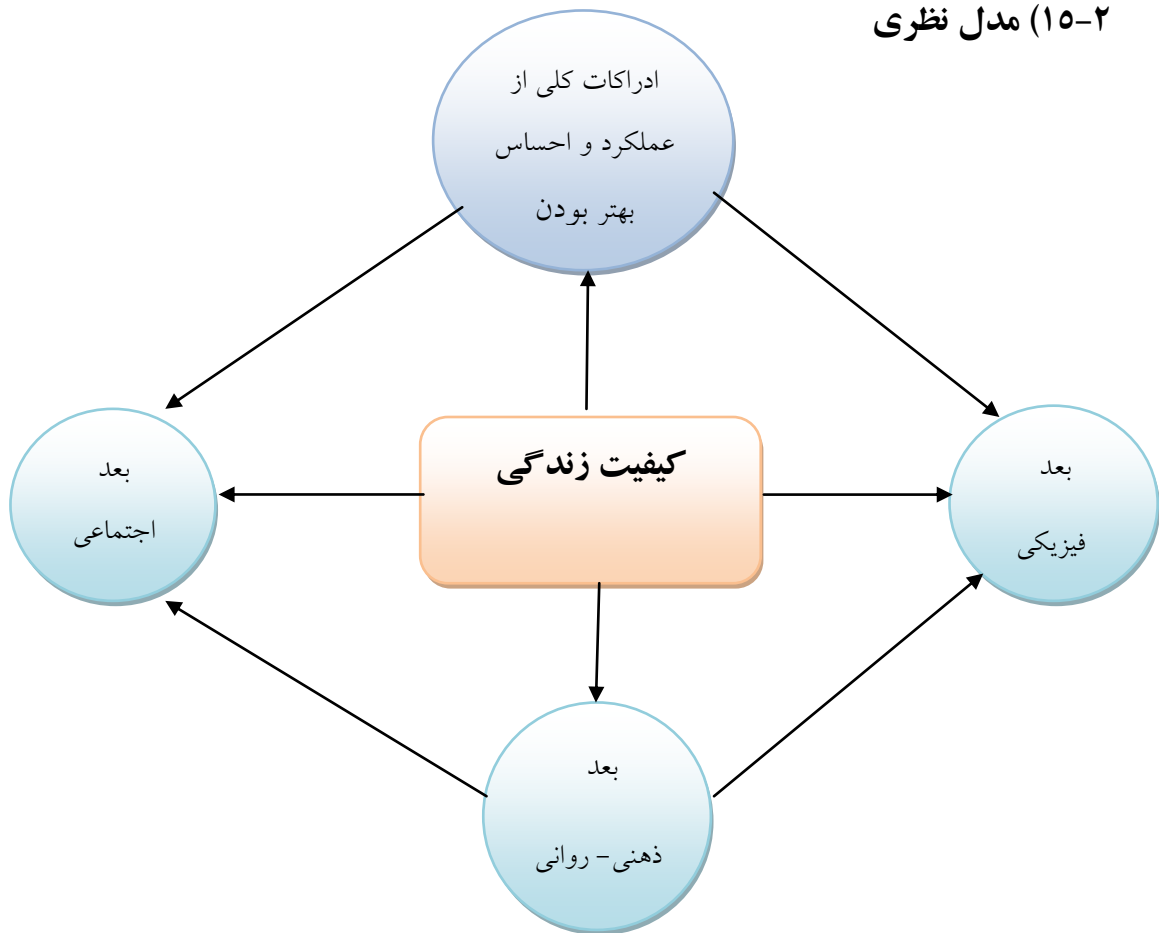 ۲-۱۵) مدل نظری
ادراکات کلی از
عملکرد و احساس
بهتر بودن
کیفیت زندگی
بعد
فیزیکی
بعد
اجتماعی
بعد
ذهنی- روانی